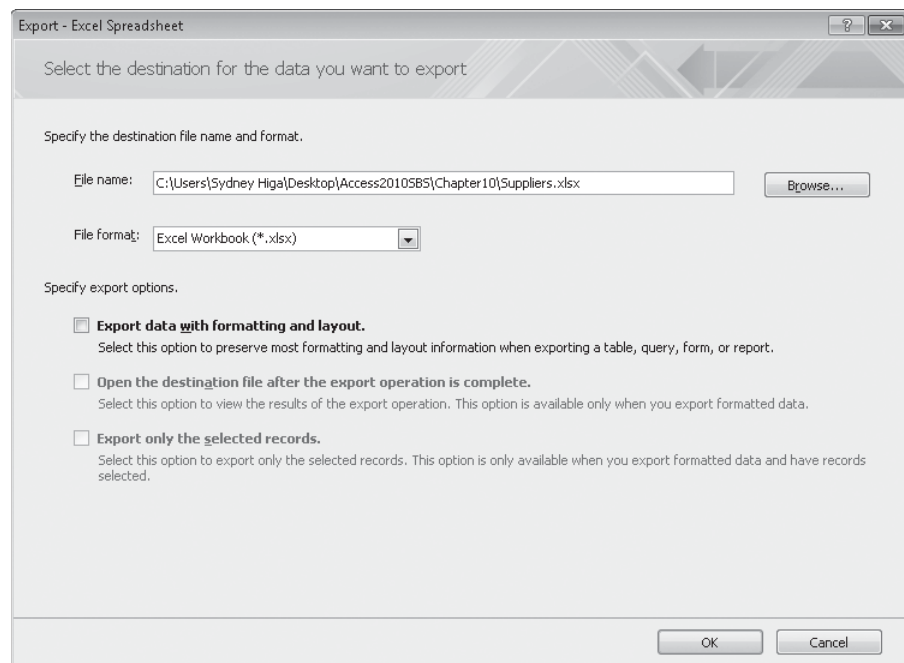 Export - Excel Spreadsheet
Select the destination for the data you want to export
Specify the destination file name and format.
File name:
C:\Users\Sydney Higa\Desktop\Access2010SBS\Chapter10\Suppliers.xlsx
Browse...
File format:
Excel Workbook (*.xlsx)
Specify export options.
Export data with formatting and layout.
Select this option to preserve most formatting and layout information when exporting a table, query, form, or report.
Open the destination file after the export operation is complete.
Select this option to view the results of the export operation. This option is available only when you export formatted data.
Export only the selected records.
Select this option to export only the selected records. This option is only available when you export formatted data and have records
selected.
OK
Cancel